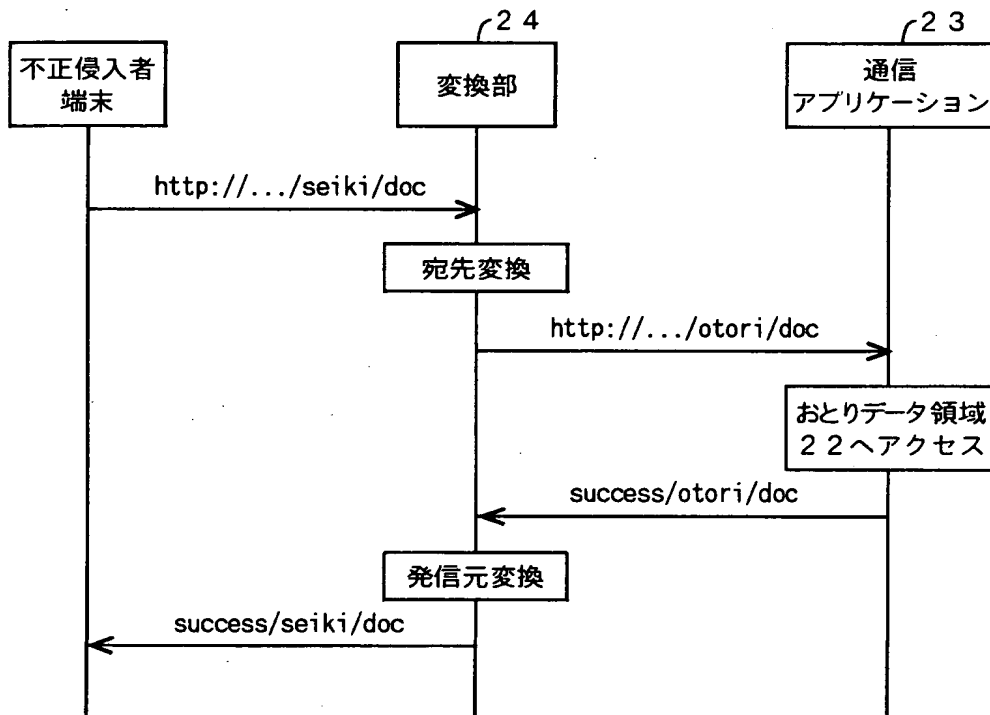 ２４
２３
不正侵入者
端末
変換部
通信
アプリケーション
http://.../seiki/doc
宛先変換
http://.../otori/doc
おとりデータ領域
２２へアクセス
success/otori/doc
発信元変換
success/seiki/doc